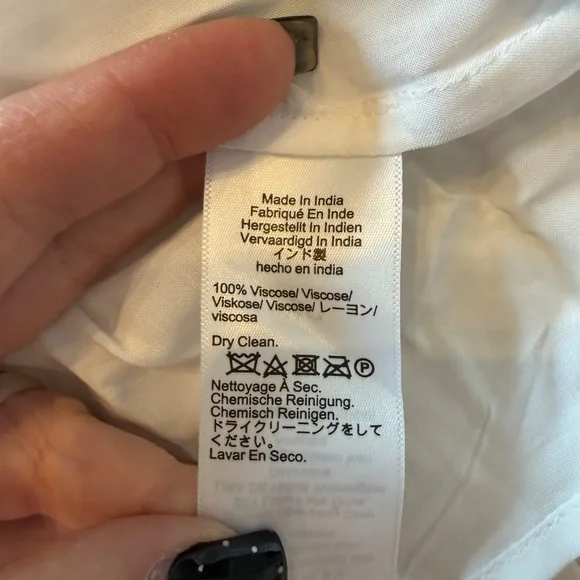 Made In India
Fabriqué En Inde
Hergestellt In Indien
Vervaardigd In India
インド製
hecho en india
100% Viscose/ Viscose/
Viskose/ Viscose/ レーヨン/
viscosa
Dry Clean.
P
Nettoyage À Sec.
Chemische Reinigung.
Chemisch Reinigen.
ドライクリーニングをして
ください。
Lavar En Seco.